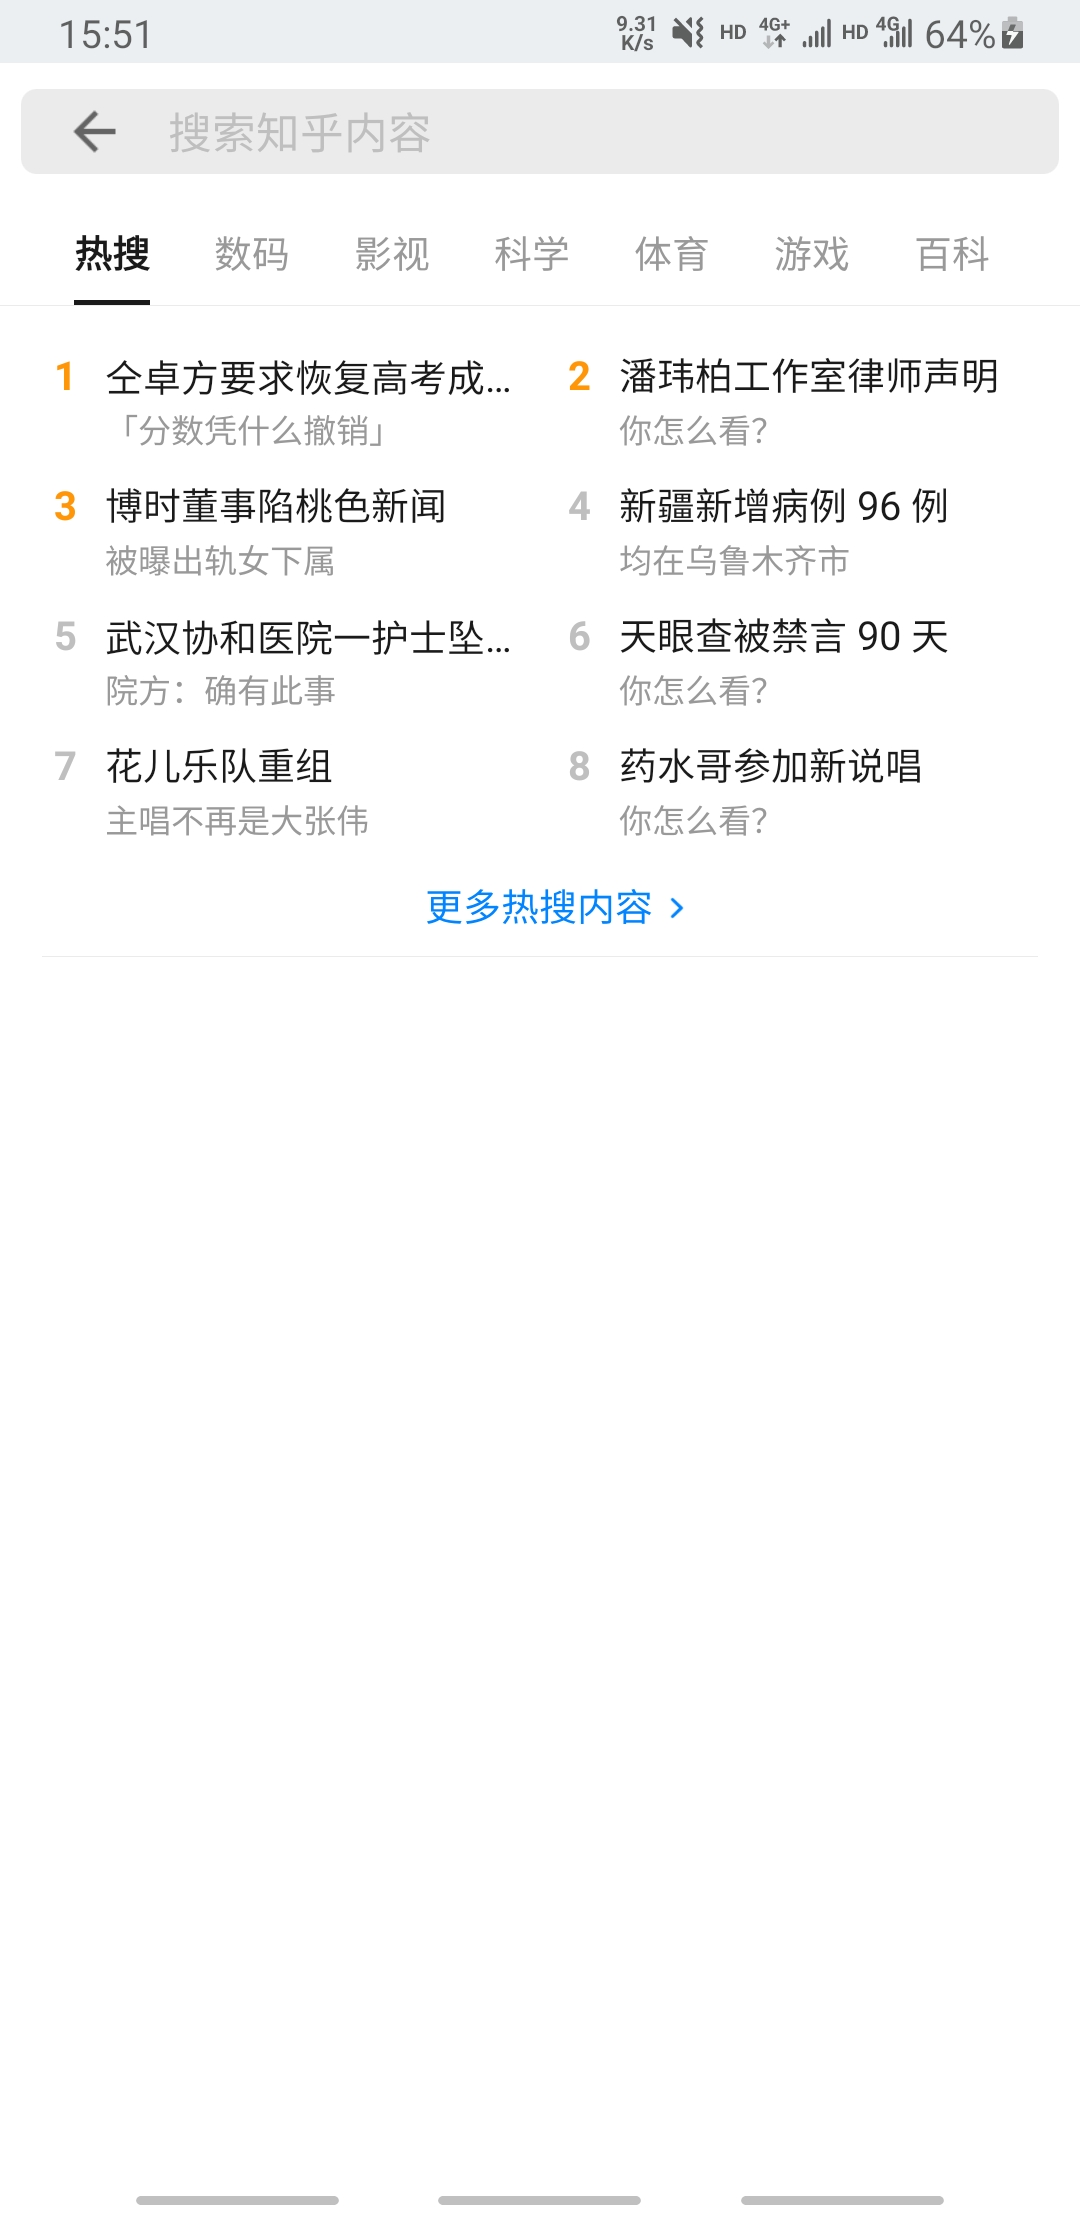 15:51
9.31 K/s HD 4G+ HD 4G 64%
搜索知乎内容
热搜 数码 影视 科学 体育 游戏 百科
1 仝卓方要求恢复高考成...
「分数凭什么撤销」
2 潘玮柏工作室律师声明
你怎么看?
3 博时董事陷桃色新闻
被曝出轨女下属
4 新疆新增病例 96 例
均在乌鲁木齐市
5 武汉协和医院一护士坠...
院方：确有此事
6 天眼查被禁言 90 天
你怎么看?
7 花儿乐队重组
主唱不再是大张伟
8 药水哥参加新说唱
你怎么看?
更多热搜内容 >